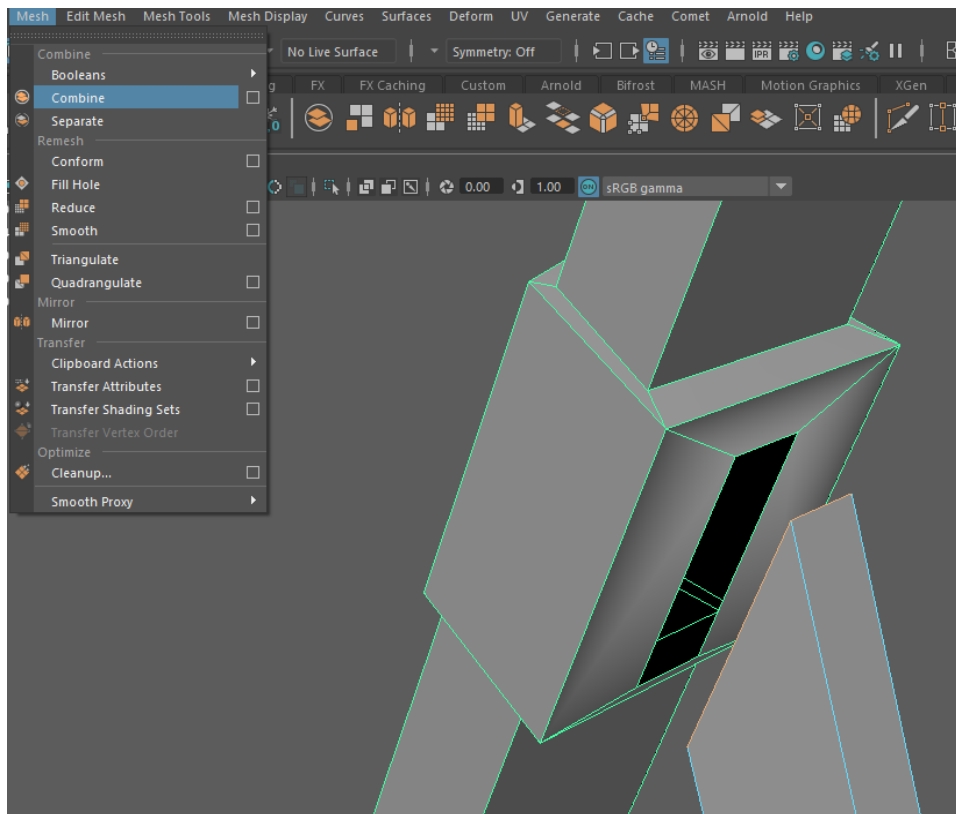 Mesh Edit Mesh Mesh Tools Mesh Display Curves Surfaces Deform UV Generate Cache Comet Arnold Help
No Live Surface Symmetry: Off
FX FX Caching Custom Arnold Bifrost MASH Motion Graphics XGen
IPR
0.00 1.00 ON sRGB gamma
Combine
Booleans
Combine
Separate
Remesh
Conform
Fill Hole
Reduce
Smooth
Triangulate
Quadrangulate
Mirror
Mirror
Transfer
Clipboard Actions
Transfer Attributes
Transfer Shading Sets
Transfer Vertex Order
Optimize
Cleanup...
Smooth Proxy